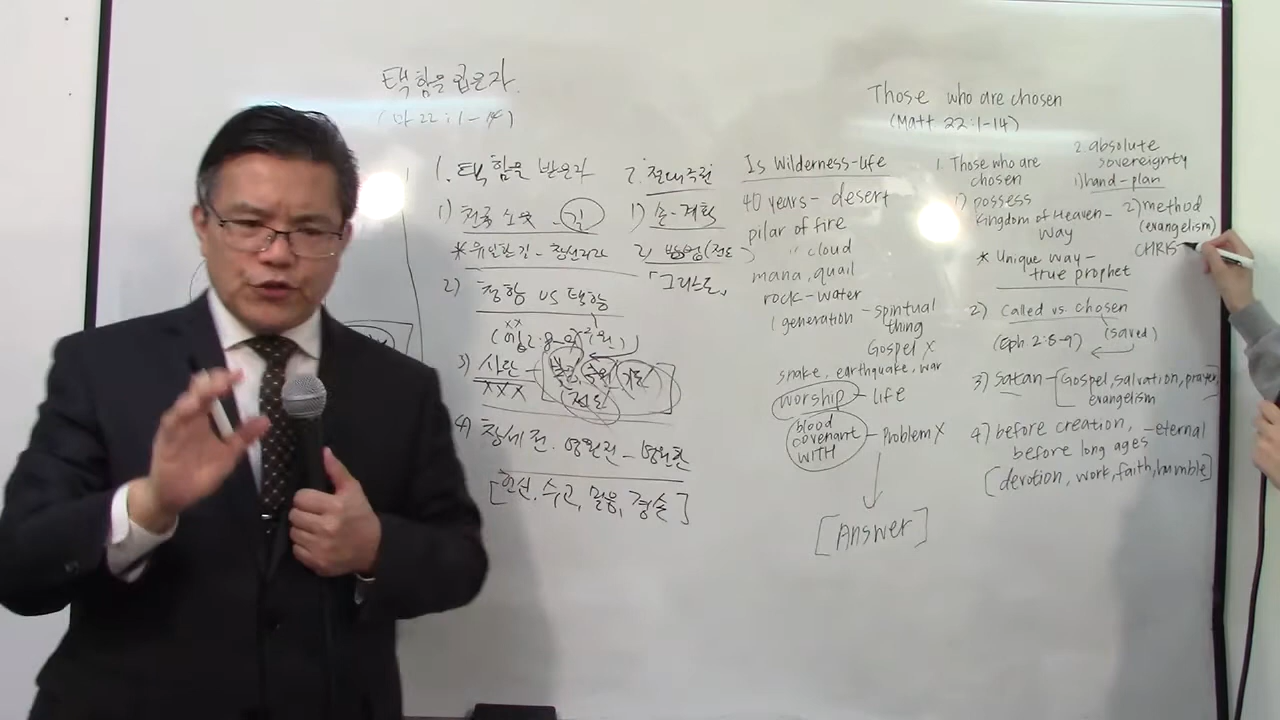 택함을 입은자.
(마 22:1-14)
1. 택함을 받은자
1) 천국 소유 - 길
* 유일한 길 - 참선지자
2) 청함 vs 택함
3) 사탄 -
xxx
(전도)
4) 창세 전. 영원전 - 영원한
[헌신, 수고, 믿음, 겸손]
2. 절대주권
1) 손 - 계획
2) 방법(전도)
「그리스도」
Is Wilderness-life
40 years - desert
pilar of fire
" cloud
mana, quail
rock - water
1 generation - spiritual
thing
Gospel X
snake, earthquake, war
worship - life
blood
covenant
WITH
- Problem X
[Answer]
Those who are chosen
(Matt 22:1-14)
1. Those who are
chosen
1) possess
kingdom of Heaven -
way
* Unique way -
true prophet
2) Called vs. chosen
(Eph 2:8-9) (saved)
3) Satan - [Gospel, salvation, prayer,
evangelism
4) before creation, - eternal
before long ages
[devotion, work, faith, humble]
2. absolute
sovereignty
1) hand - plan
2) method
(evangelism)
CHRIS